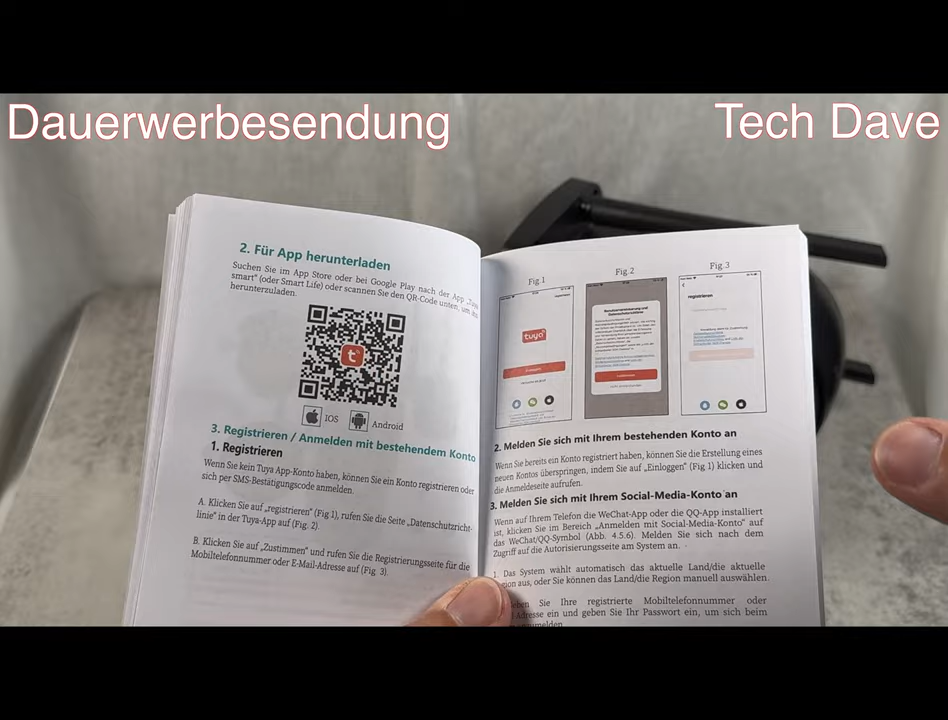 Dauerwerbesendung
Tech Dave
2. Für App herunterladen
Suchen Sie im App Store oder bei Google Play nach der App „Tuya
smart“ (oder Smart Life) oder scannen Sie den QR-Code unten, um
herunterzuladen.
IOS
Android
3. Registrieren / Anmelden mit bestehendem Konto
1. Registrieren
Wenn Sie kein Tuya App-Konto haben, können Sie ein Konto registrieren oder
sich per SMS-Bestätigungscode anmelden.
A. Klicken Sie auf „registrieren“ (Fig 1), rufen Sie die Seite „Datenschutzricht-
linie“ in der Tuya-App auf (Fig. 2).
B. Klicken Sie auf „Zustimmen“ und rufen Sie die Registrierungsseite für die
Mobiltelefonnummer oder E-Mail-Adresse auf (Fig. 3).
Fig.1
Fig.2
Fig.3
tuya
registrieren
2. Melden Sie sich mit Ihrem bestehenden Konto an
Wenn Sie bereits ein Konto registriert haben, können Sie die Erstellung eines
neuen Kontos überspringen, indem Sie auf „Einloggen“ (Fig 1) klicken und
die Anmeldeseite aufrufen.
3. Melden Sie sich mit Ihrem Social-Media-Konto an
Wenn auf Ihrem Telefon die WeChat-App oder die QQ-App installiert
ist, klicken Sie im Bereich „Anmelden mit Social-Media-Konto“ auf
das WeChat/QQ-Symbol (Abb. 4.5.6). Melden Sie sich nach dem
Zugriff auf die Autorisierungsseite am System an.
1. Das System wählt automatisch das aktuelle Land/die aktuelle
aus, oder Sie können das Land/die Region manuell auswählen.
Sie Ihre registrierte Mobiltelefonnummer oder
Adresse ein und geben Sie Ihr Passwort ein, um sich beim